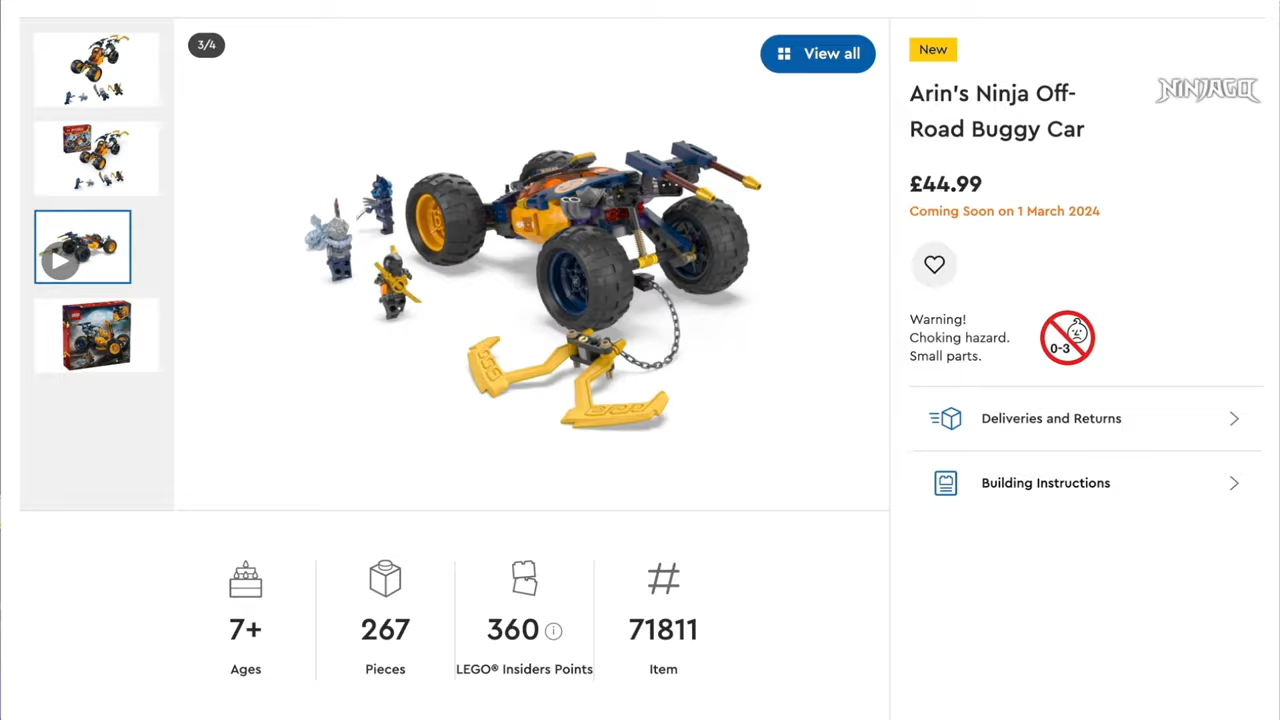 3/4
View all
New
Arin's Ninja Off-
Road Buggy Car
NINJAGO
£44.99
Coming Soon on 1 March 2024
Warning!
Choking hazard.
Small parts.
0-3
Deliveries and Returns
Building Instructions
7+
267
360
71811
Ages
Pieces
LEGO® Insiders Points
Item